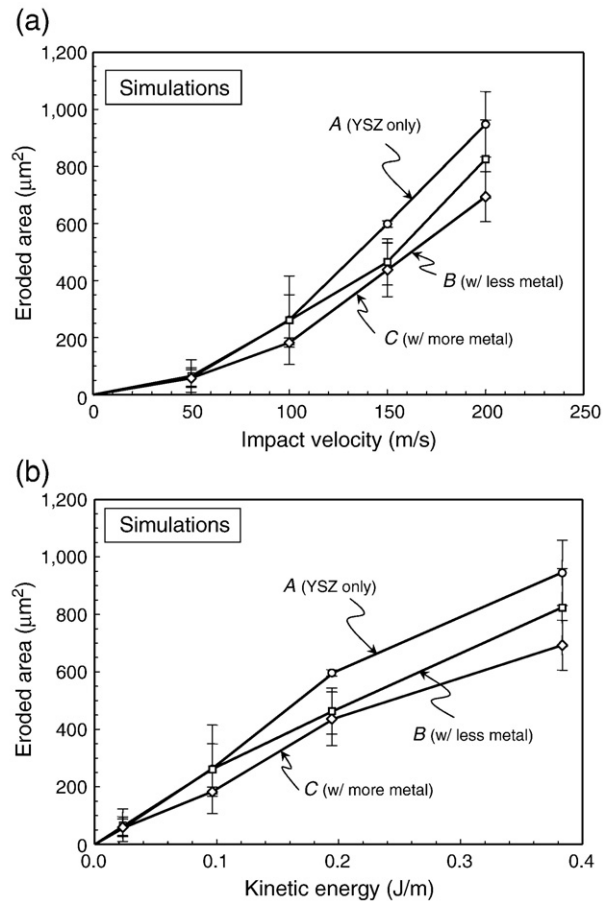 (a)
1,200
Simulations
1,000
A (YSZ only)
800
Eroded area (μm²)
600
400
B (w/ less metal)
C (w/ more metal)
200
0
0 50 100 150 200 250
Impact velocity (m/s)
(b)
1,200
Simulations
1,000
A (YSZ only)
800
Eroded area (μm²)
600
400
B (w/ less metal)
C (w/ more metal)
200
0
0.0 0.1 0.2 0.3 0.4
Kinetic energy (J/m)